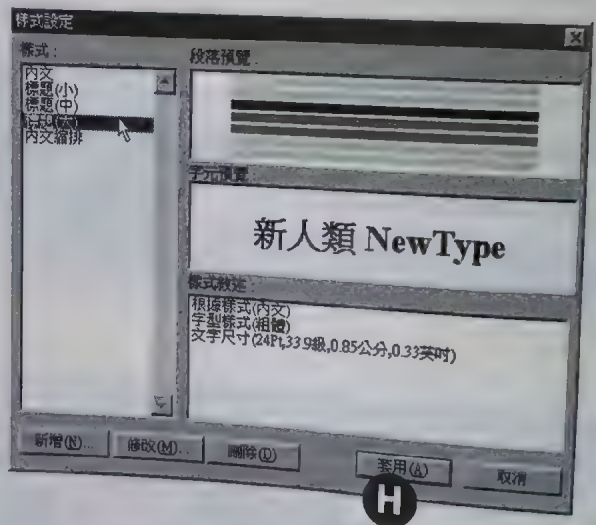 樣式設定
樣式:
內文
標題(小)
標題(中)
標題(大)
內文縮排
段落預覽:
字元預覽:
新人類 NewType
樣式敘述:
根據樣式(內文)
字型樣式(粗體)
文字尺寸(24Pt,33.9級,0.85公分,0.33英吋)
新增(N)...
修改(M)...
刪除(D)
套用(A)
取消
H